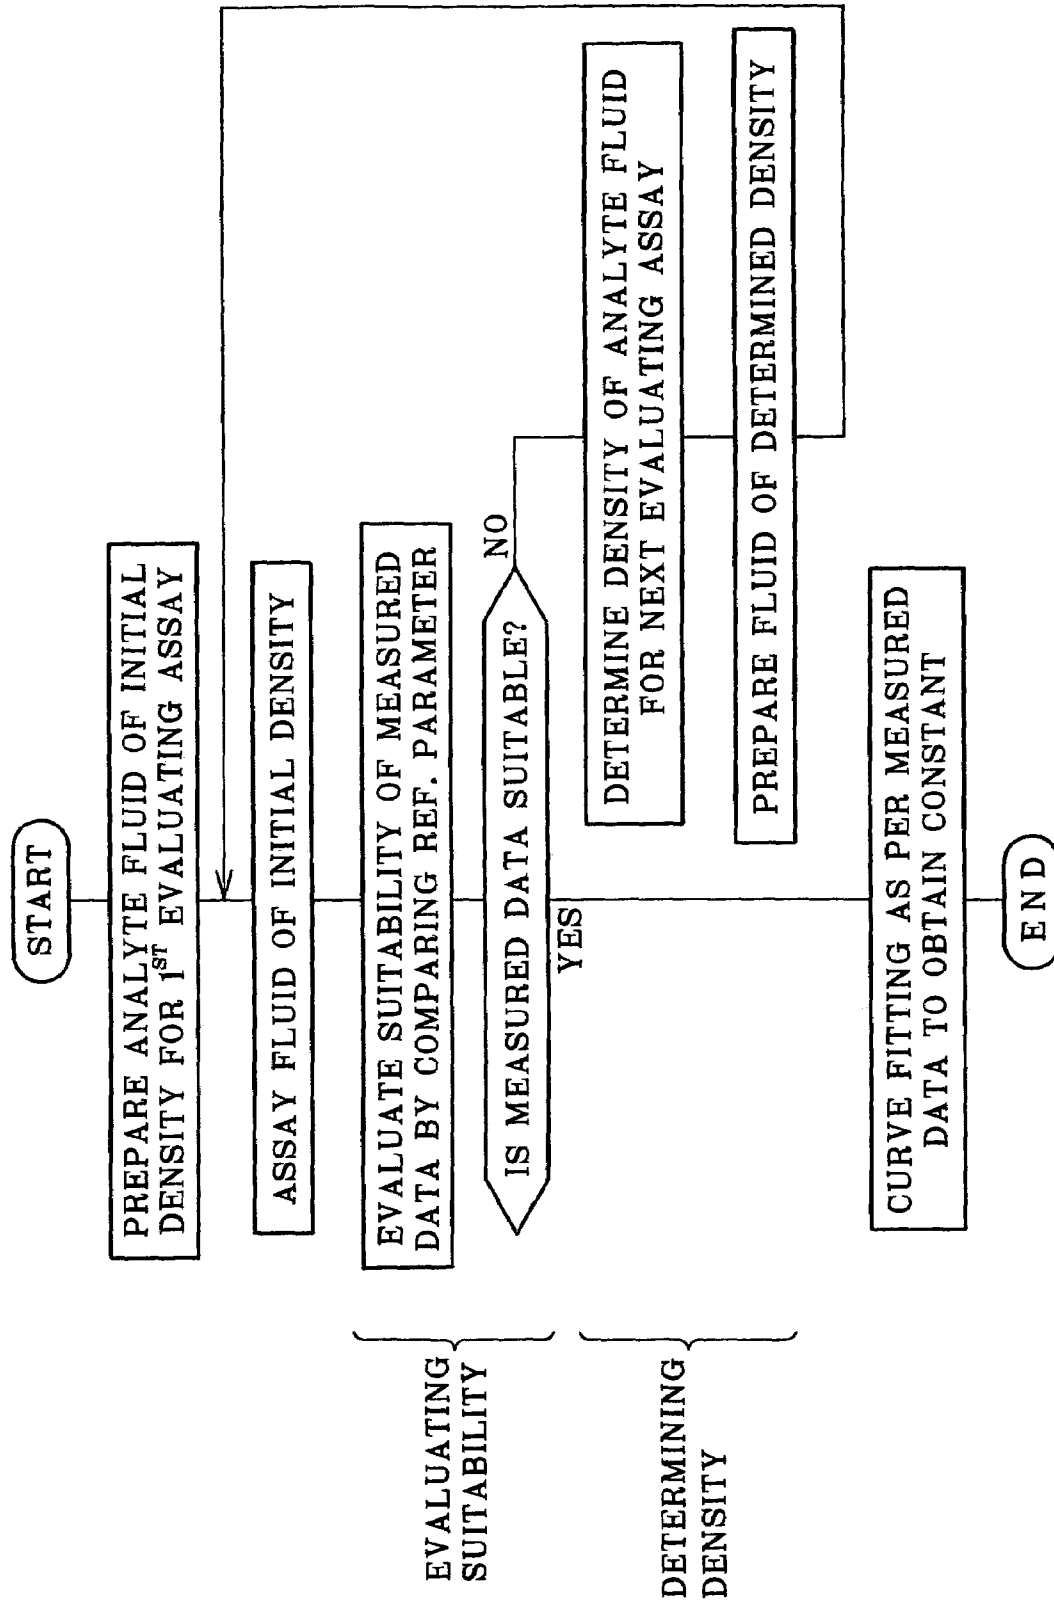 START
PREPARE ANALYTE FLUID OF INITIAL
DENSITY FOR 1ST EVALUATING ASSAY
ASSAY FLUID OF INITIAL DENSITY
EVALUATING
SUITABILITY
EVALUATE SUITABILITY OF MEASURED
DATA BY COMPARING REF. PARAMETER
IS MEASURED DATA SUITABLE?
NO
YES
DETERMINING
DENSITY
DETERMINE DENSITY OF ANALYTE FLUID
FOR NEXT EVALUATING ASSAY
PREPARE FLUID OF DETERMINED DENSITY
CURVE FITTING AS PER MEASURED
DATA TO OBTAIN CONSTANT
END